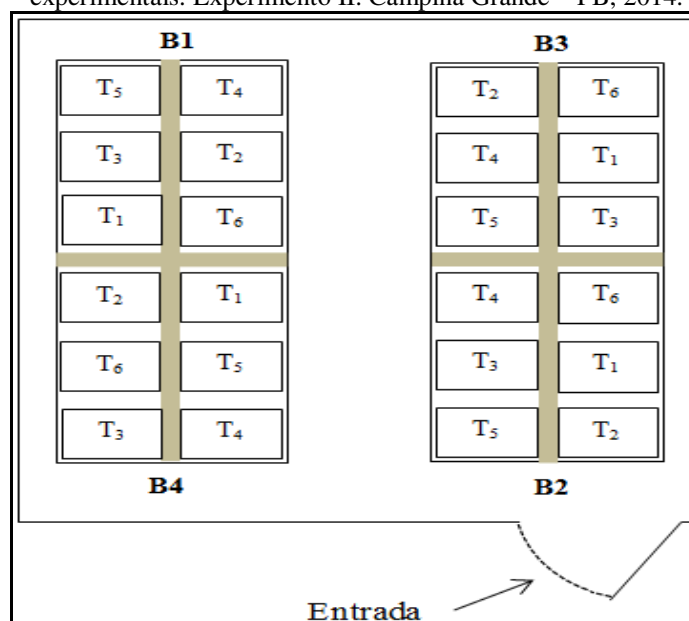 experimentais. Experimento II. Campina Grande – PB, 2014.
B1 B3
T5 T4 T2 T6
T3 T2 T4 T1
T1 T6 T5 T3
T2 T1 T4 T6
T6 T5 T3 T1
T3 T4 T5 T2
B4 B2
Entrada